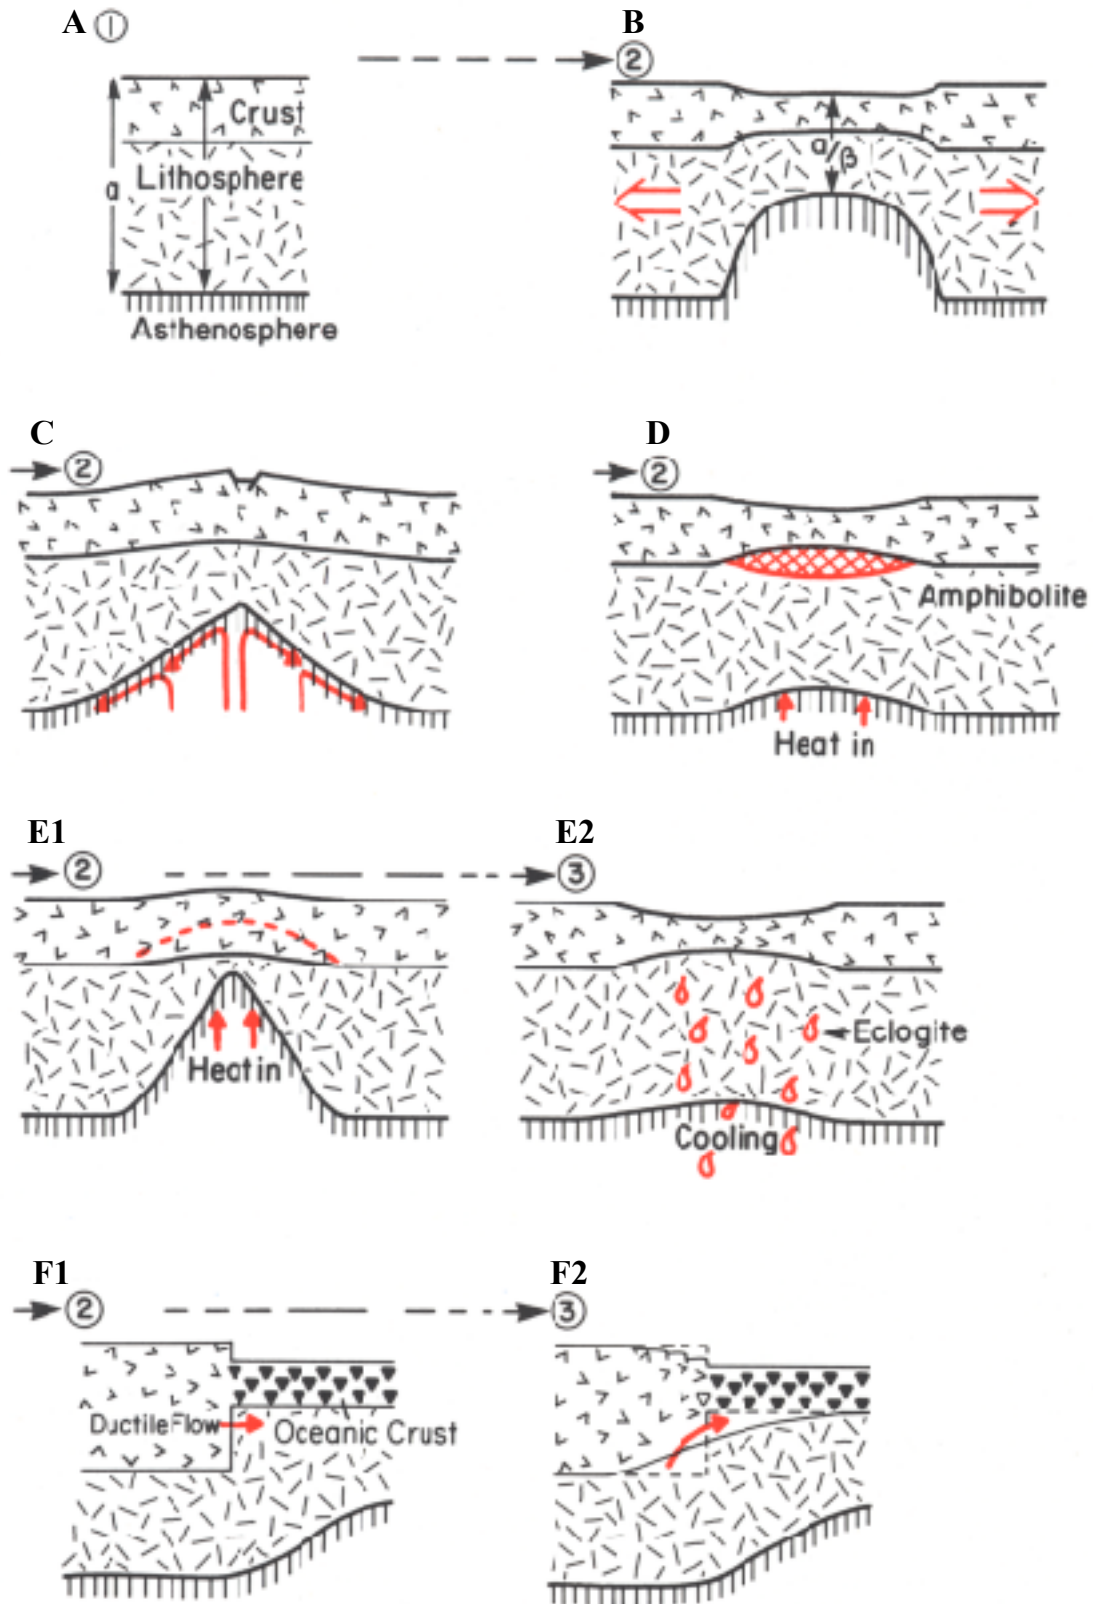 A ①
B
②
Crust
a/β
a
Lithosphere
Asthenosphere
C
②
D
②
Amphibolite
Heat in
E1
②
E2
③
Heat in
Eclogite
Cooling
F1
②
F2
③
Ductile Flow
Oceanic Crust